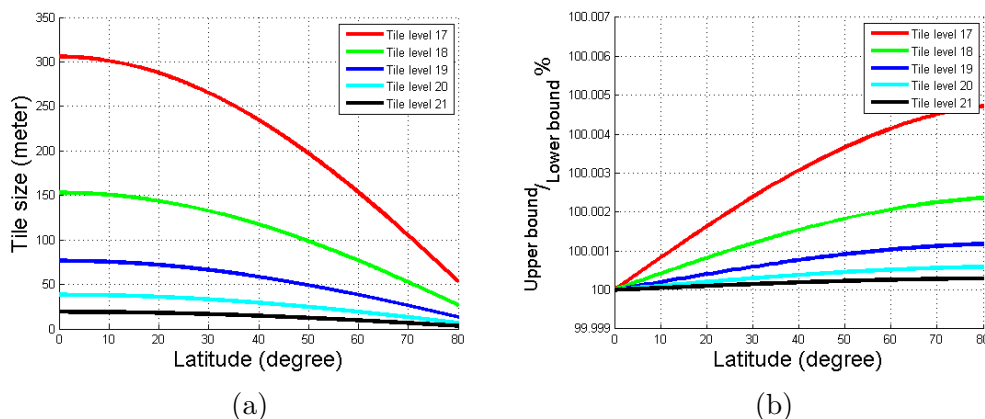 350
300
250
200
150
100
50
0
0 10 20 30 40 50 60 70 80
Tile size (meter)
Latitude (degree)
Tile level 17
Tile level 18
Tile level 19
Tile level 20
Tile level 21
(a)
100.007
100.006
100.005
100.004
100.003
100.002
100.001
100
99.999
0 10 20 30 40 50 60 70 80
Upper bound/Lower bound%
Latitude (degree)
Tile level 17
Tile level 18
Tile level 19
Tile level 20
Tile level 21
(b)